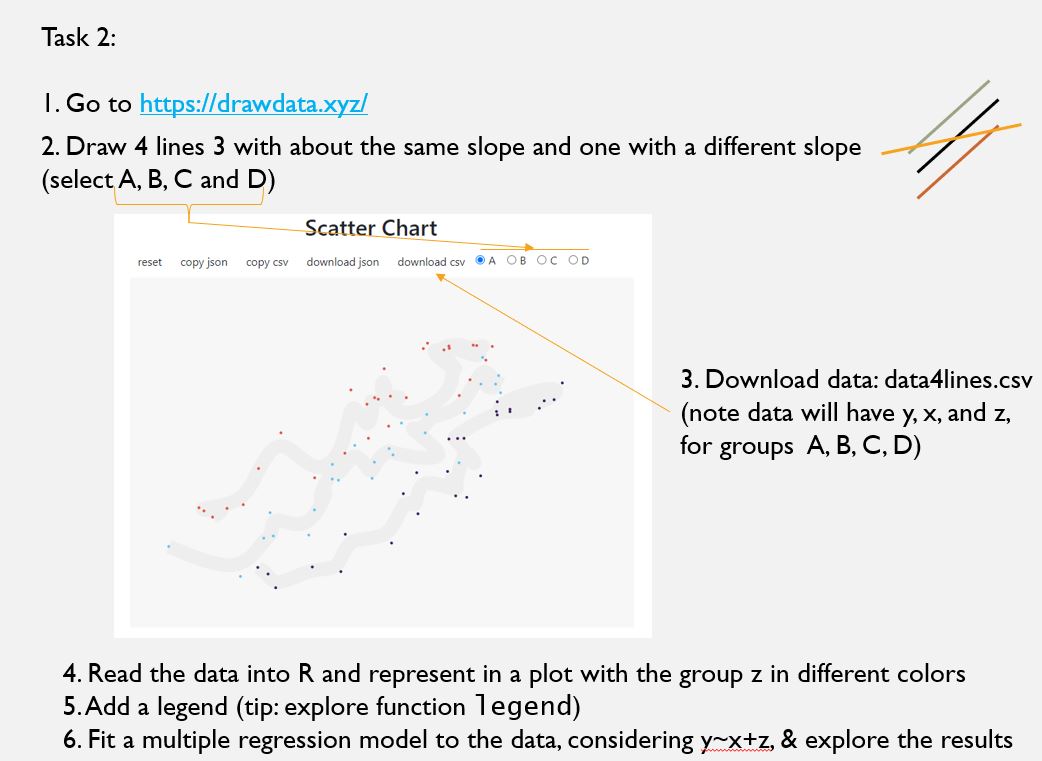 Task 2:
1. Go to https://drawdata.xyz/
2. Draw 4 lines 3 with about the same slope and one with a different slope
(select A, B, C and D)
Scatter Chart
reset copy json copy csv download json download csv A B C D
3. Download data: data4lines.csv
(note data will have y, x, and z,
for groups A, B, C, D)
4. Read the data into R and represent in a plot with the group z in different colors
5. Add a legend (tip: explore function legend)
6. Fit a multiple regression model to the data, considering y~x+z, & explore the results